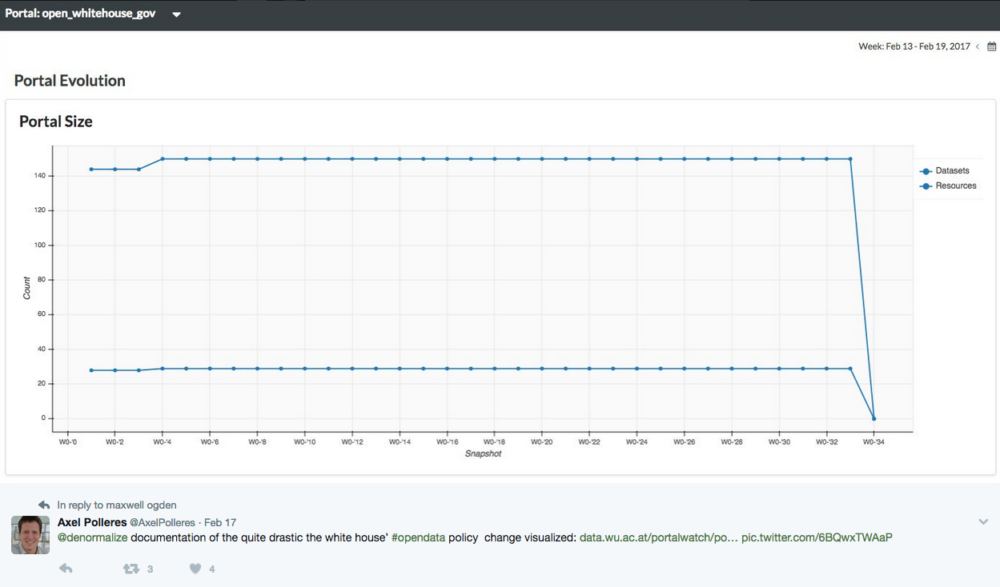 Portal: open_whitehouse_gov
Week: Feb 13 - Feb 19, 2017
Portal Evolution
Portal Size
Datasets
Resources
140
120
100
80
60
40
20
0
Count
W0-'0 W0-'2 W0-'4 W0-'6 W0-'8 W0-'10 W0-'12 W0-'14 W0-'16 W0-'18 W0-'20 W0-'22 W0-'24 W0-'26 W0-'28 W0-'30 W0-'32 W0-'34
Snapshot
In reply to maxwell ogden
Axel Polleres @AxelPolleres · Feb 17
@denormalize documentation of the quite drastic the white house' #opendata policy change visualized: data.wu.ac.at/portalwatch/po… pic.twitter.com/6BQwxTWAaP
3 4